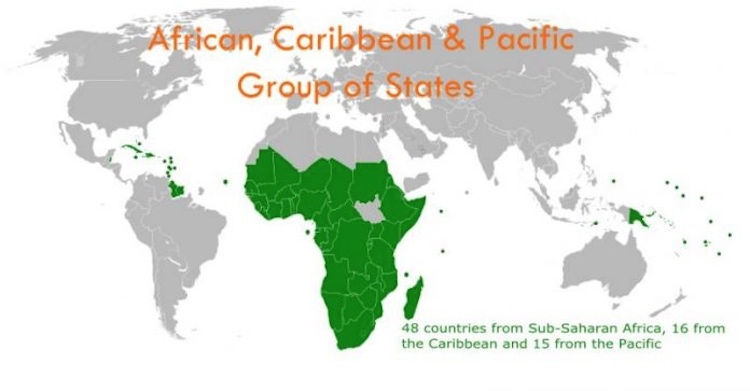 African, Caribbean & Pacific
Group of States
48 countries from Sub-Saharan Africa, 16 from
the Caribbean and 15 from the Pacific